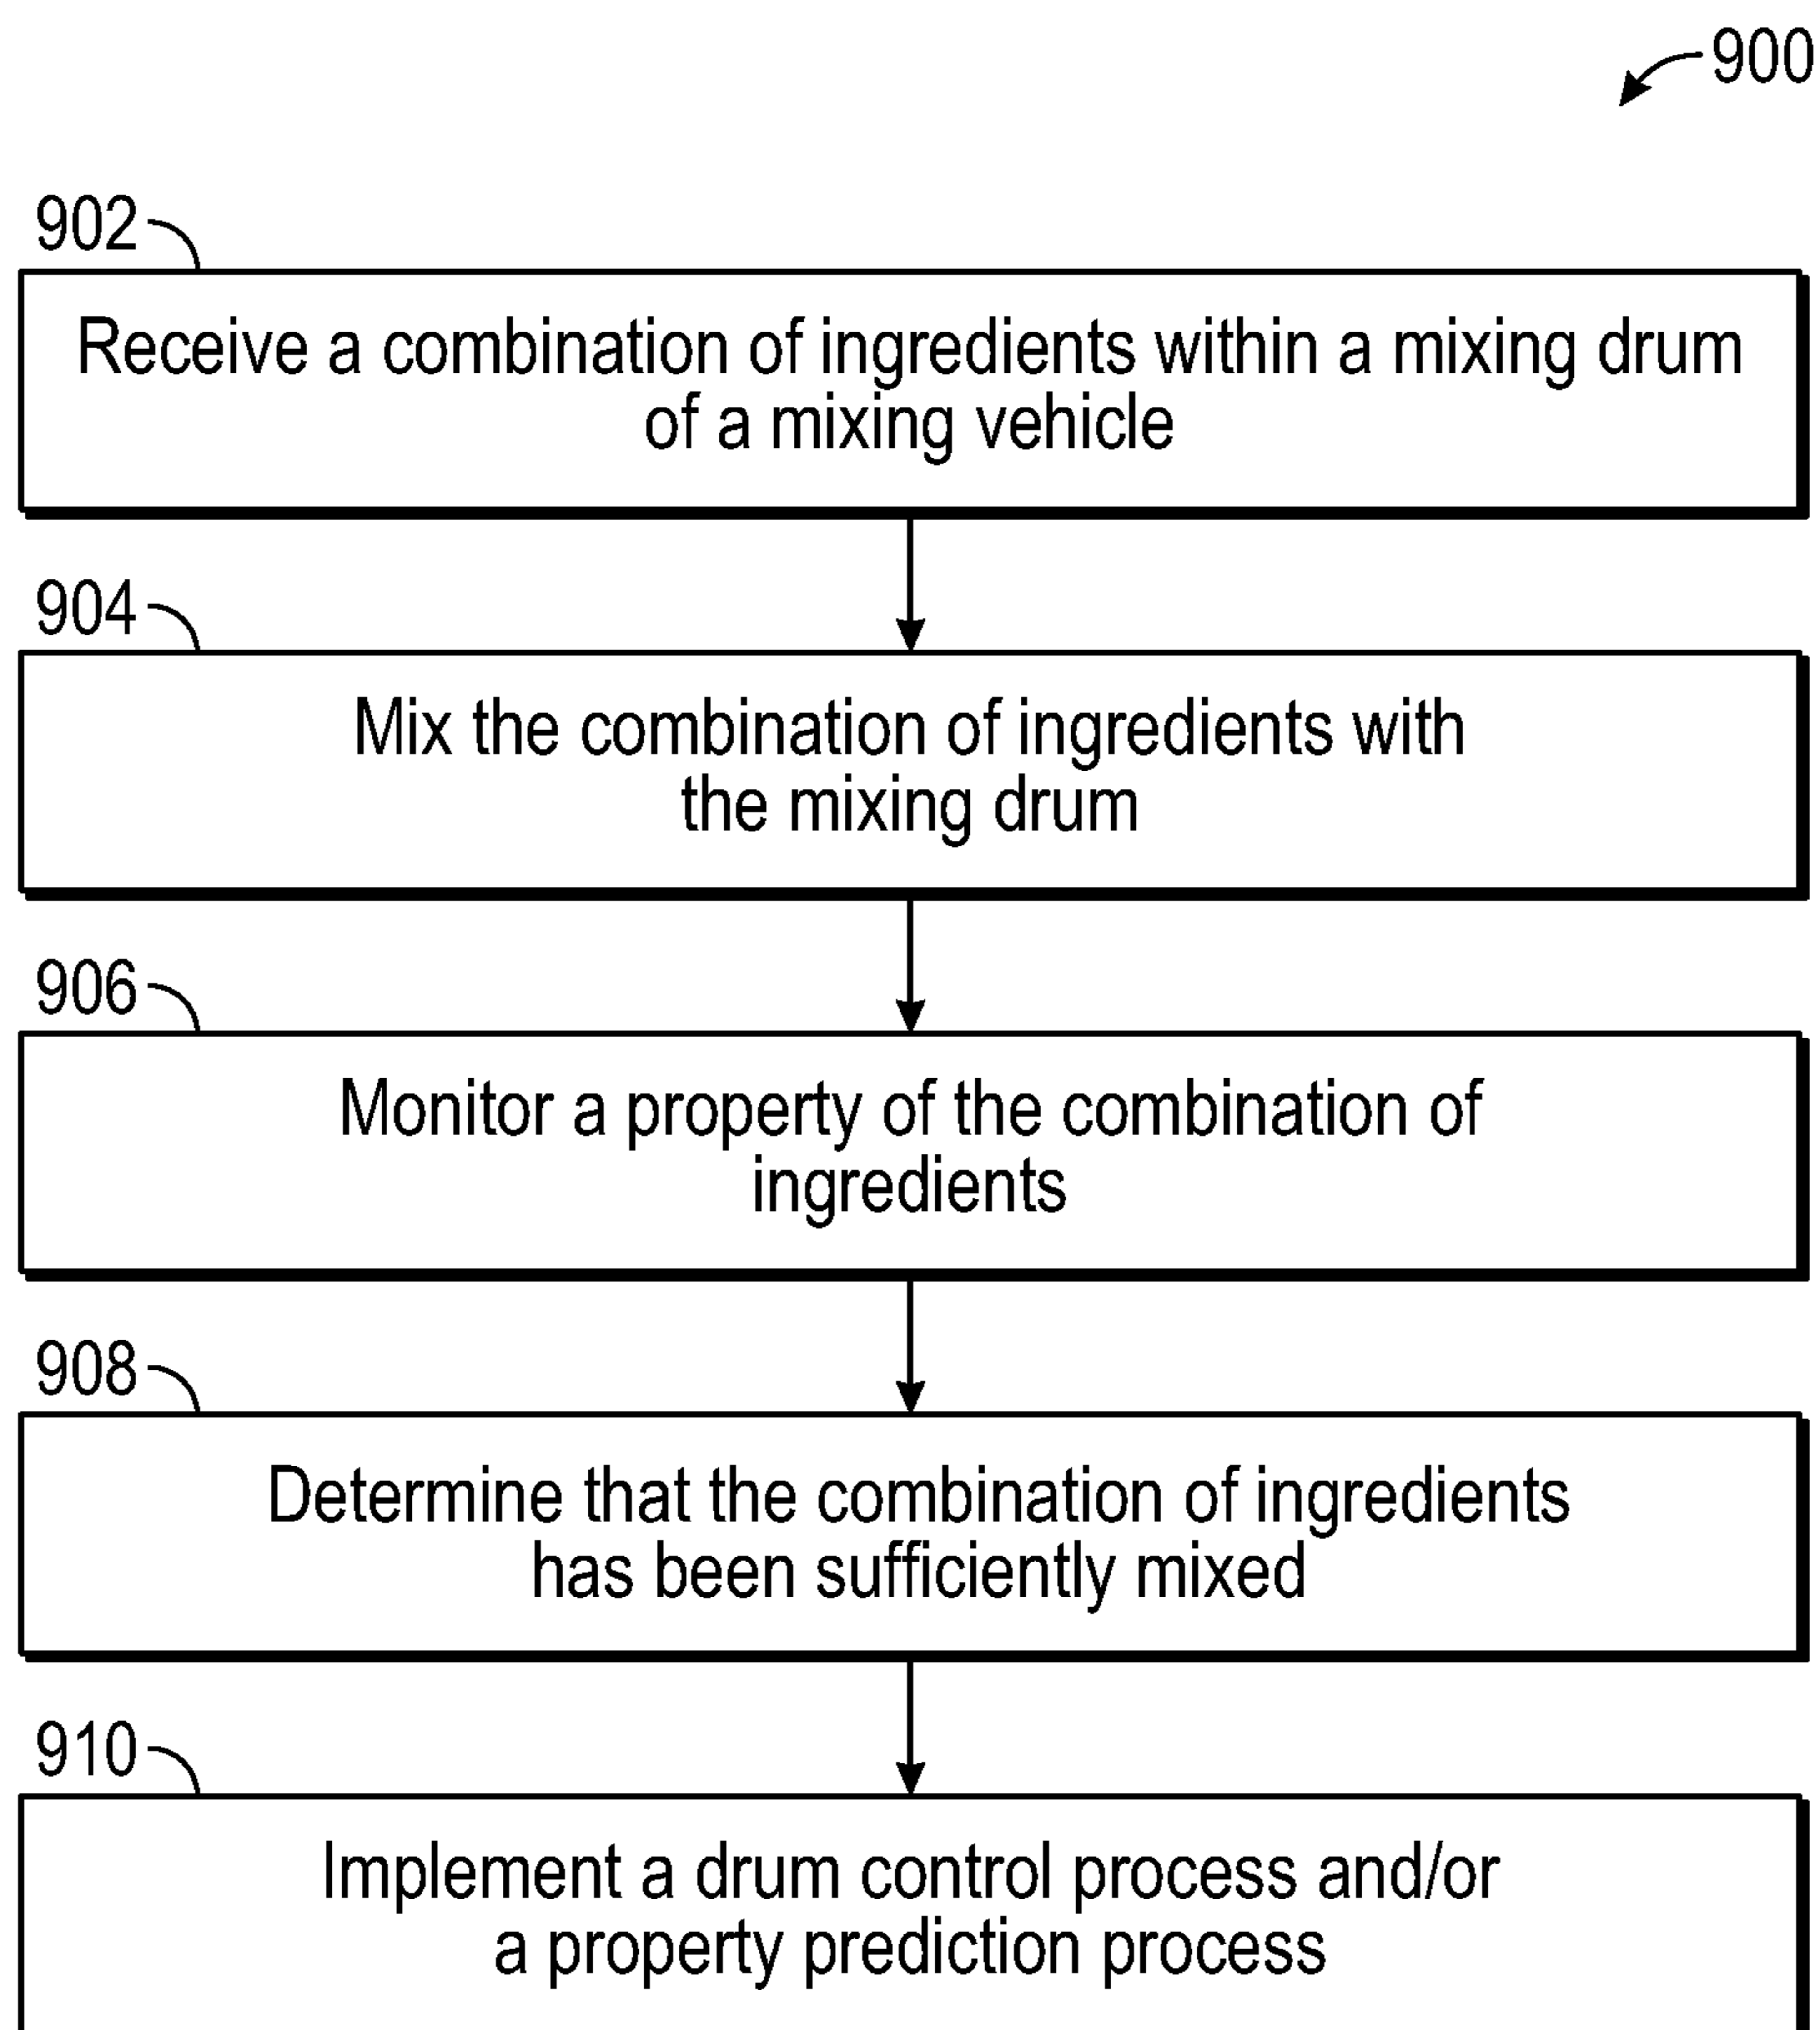 900
902
Receive a combination of ingredients within a mixing drum
of a mixing vehicle
904
Mix the combination of ingredients with
the mixing drum
906
Monitor a property of the combination of
ingredients
908
Determine that the combination of ingredients
has been sufficiently mixed
910
Implement a drum control process and/or
a property prediction process